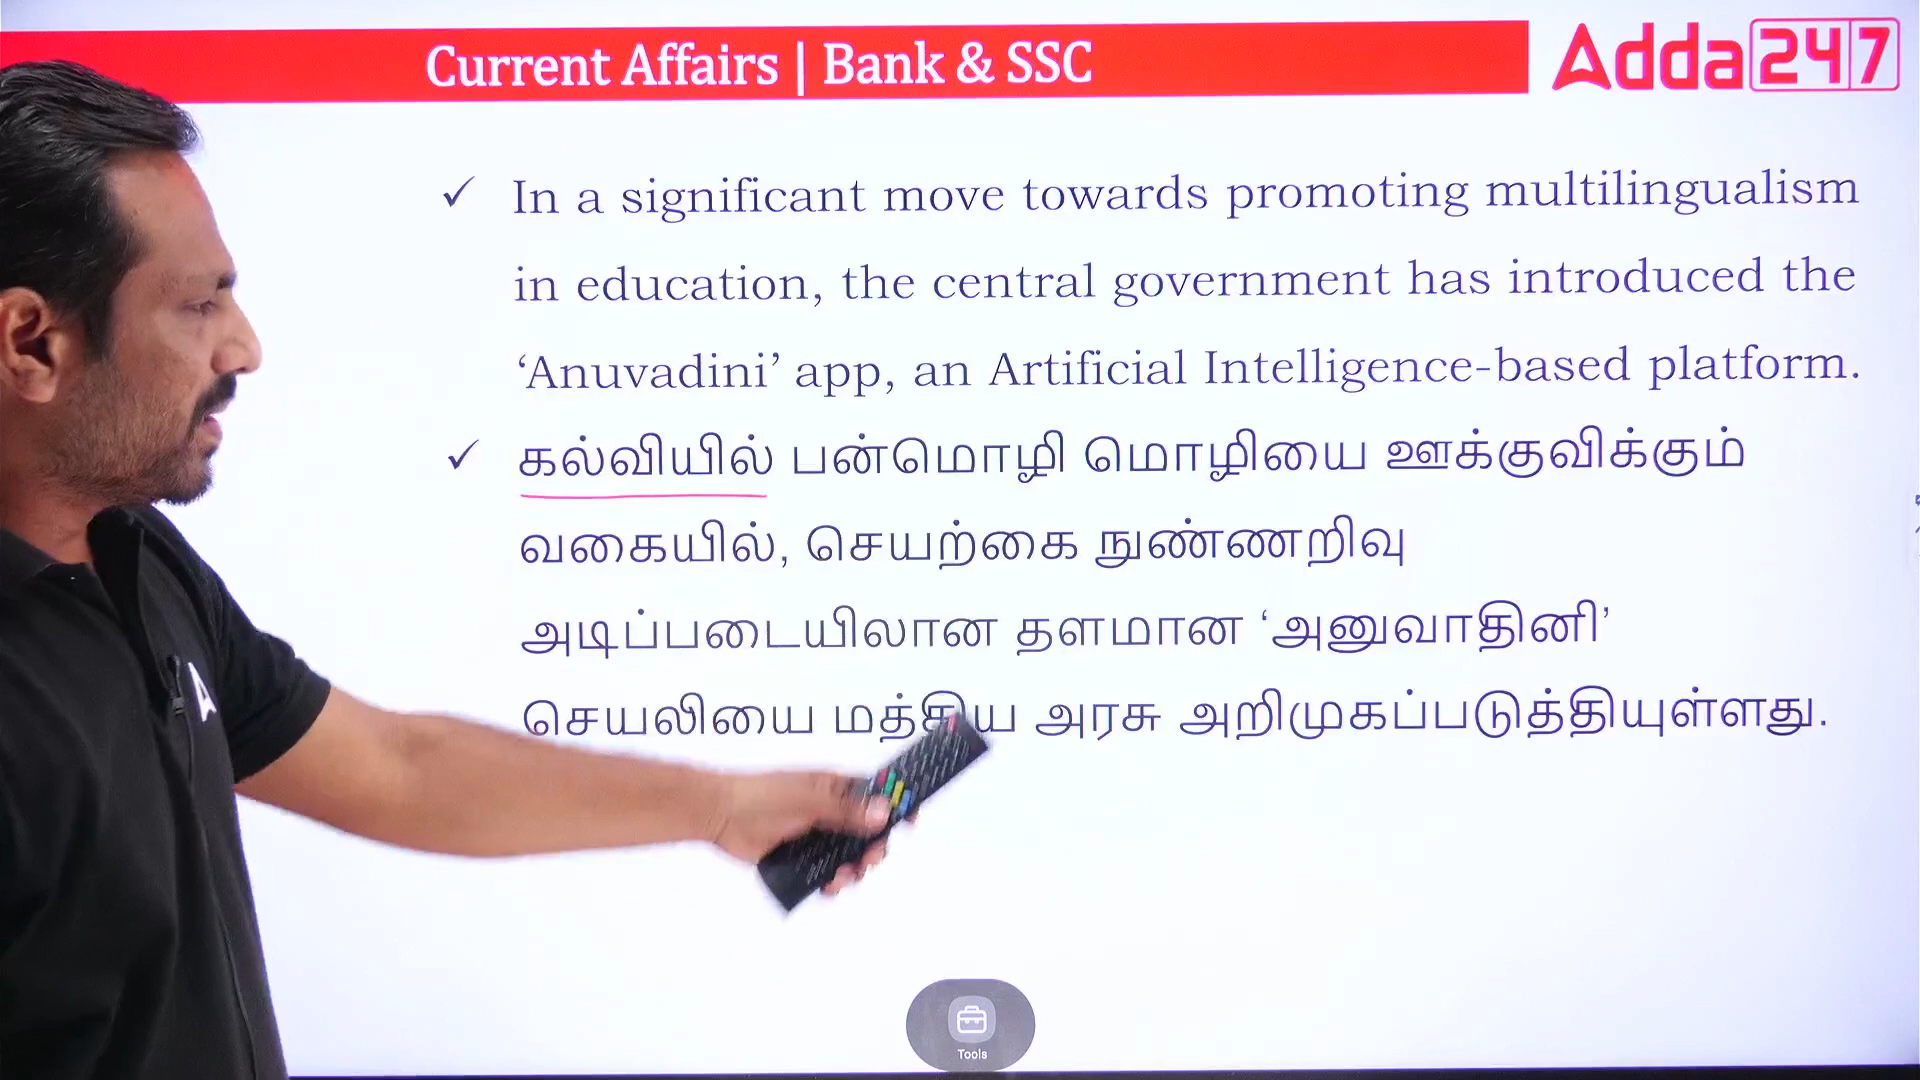 Current Affairs | Bank & SSC
Adda247
✓ In a significant move towards promoting multilingualism
in education, the central government has introduced the
‘Anuvadini’ app, an Artificial Intelligence-based platform.
✓ கல்வியில் பன்மொழி மொழியை ஊக்குவிக்கும்
வகையில், செயற்கை நுண்ணறிவு
அடிப்படையிலான தளமான ‘அனுவாதினி’
செயலியை மத்திய அரசு அறிமுகப்படுத்தியுள்ளது.
Tools